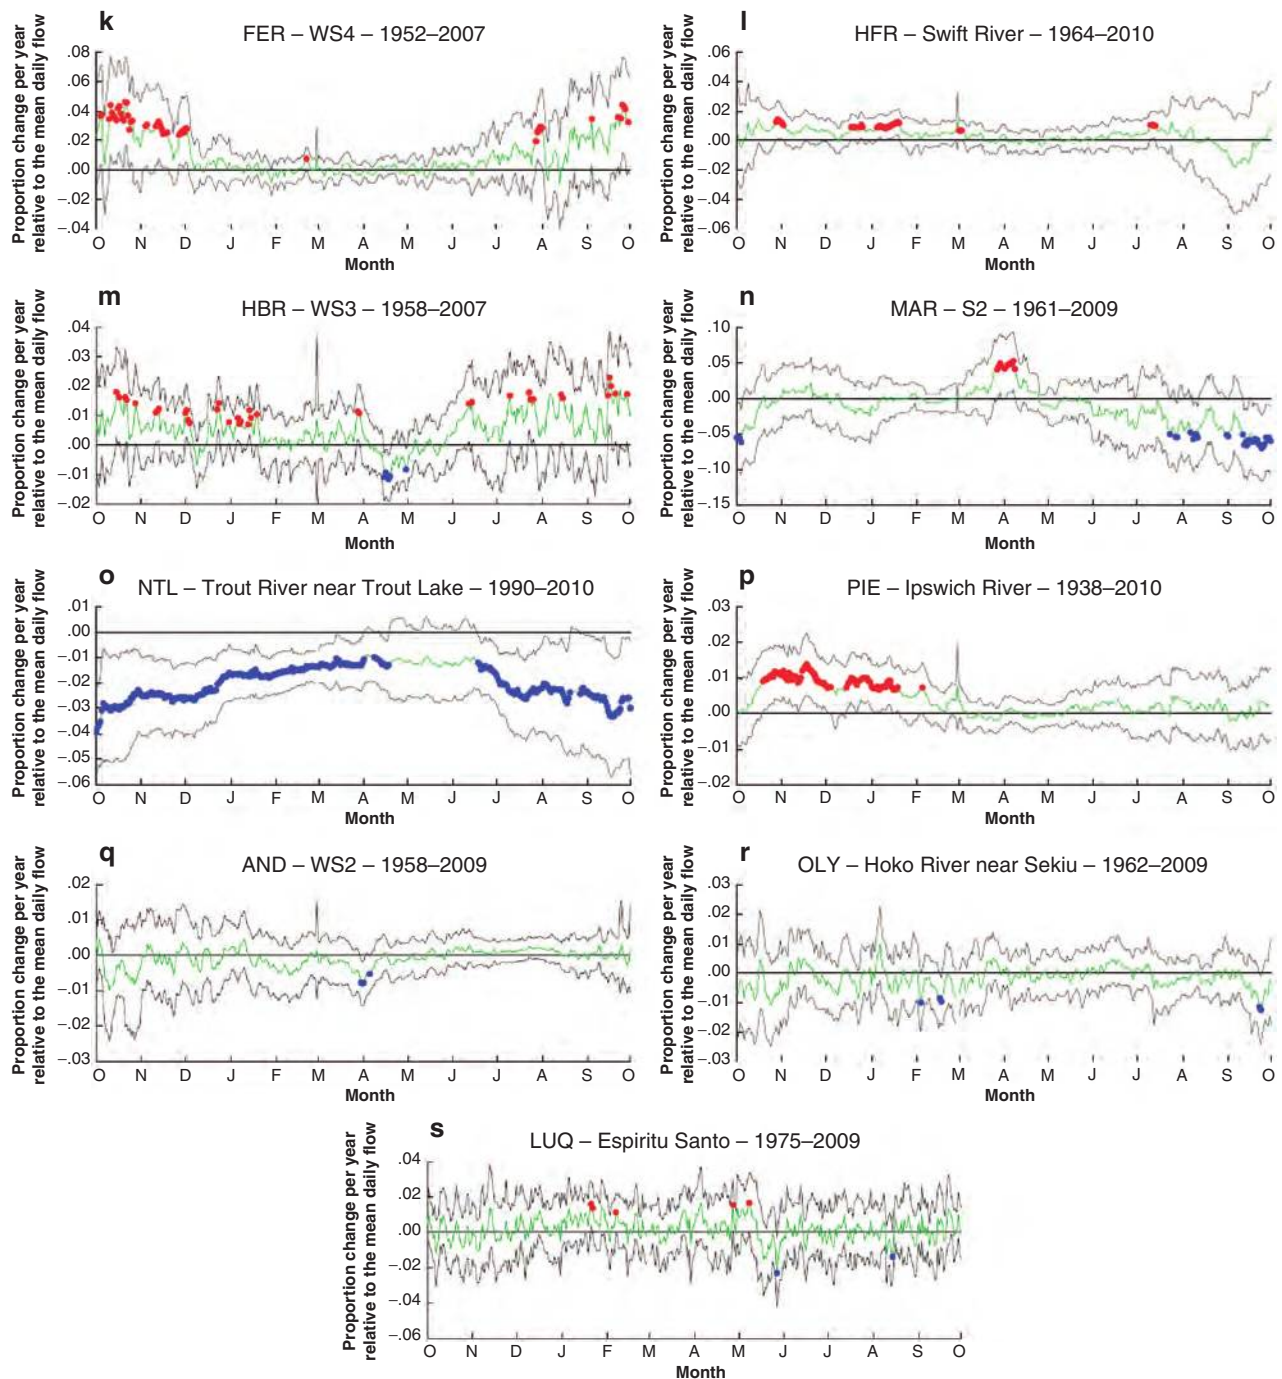 k
FER – WS4 – 1952–2007
Proportion change per year
relative to the mean daily flow
.08
.06
.04
.02
.00
–.02
–.04
O N D J F M A M J J A S O
Month
l
HFR – Swift River – 1964–2010
Proportion change per year
relative to the mean daily flow
.06
.04
.02
.00
–.02
–.04
–.06
O N D J F M A M J J A S O
Month
m
HBR – WS3 – 1958–2007
Proportion change per year
relative to the mean daily flow
.04
.03
.02
.01
.00
–.01
–.02
O N D J F M A M J J A S O
Month
n
MAR – S2 – 1961–2009
Proportion change per year
relative to the mean daily flow
.10
.05
.00
–.05
–.10
–.15
O N D J F M A M J J A S O
Month
o
NTL – Trout River near Trout Lake – 1990–2010
Proportion change per year
relative to the mean daily flow
.01
.00
–.01
–.02
–.03
–.04
–.05
–.06
O N D J F M A M J J A S O
Month
p
PIE – Ipswich River – 1938–2010
Proportion change per year
relative to the mean daily flow
.03
.02
.01
.00
–.01
–.02
O N D J F M A M J J A S O
Month
q
AND – WS2 – 1958–2009
Proportion change per year
relative to the mean daily flow
.02
.01
.00
–.01
–.02
–.03
O N D J F M A M J J A S O
Month
r
OLY – Hoko River near Sekiu – 1962–2009
Proportion change per year
relative to the mean daily flow
.03
.02
.01
.00
–.01
–.02
–.03
O N D J F M A M J J A S O
Month
s
LUQ – Espiritu Santo – 1975–2009
Proportion change per year
relative to the mean daily flow
.04
.02
.00
–.02
–.04
–.06
O N D J F M A M J J A S O
Month